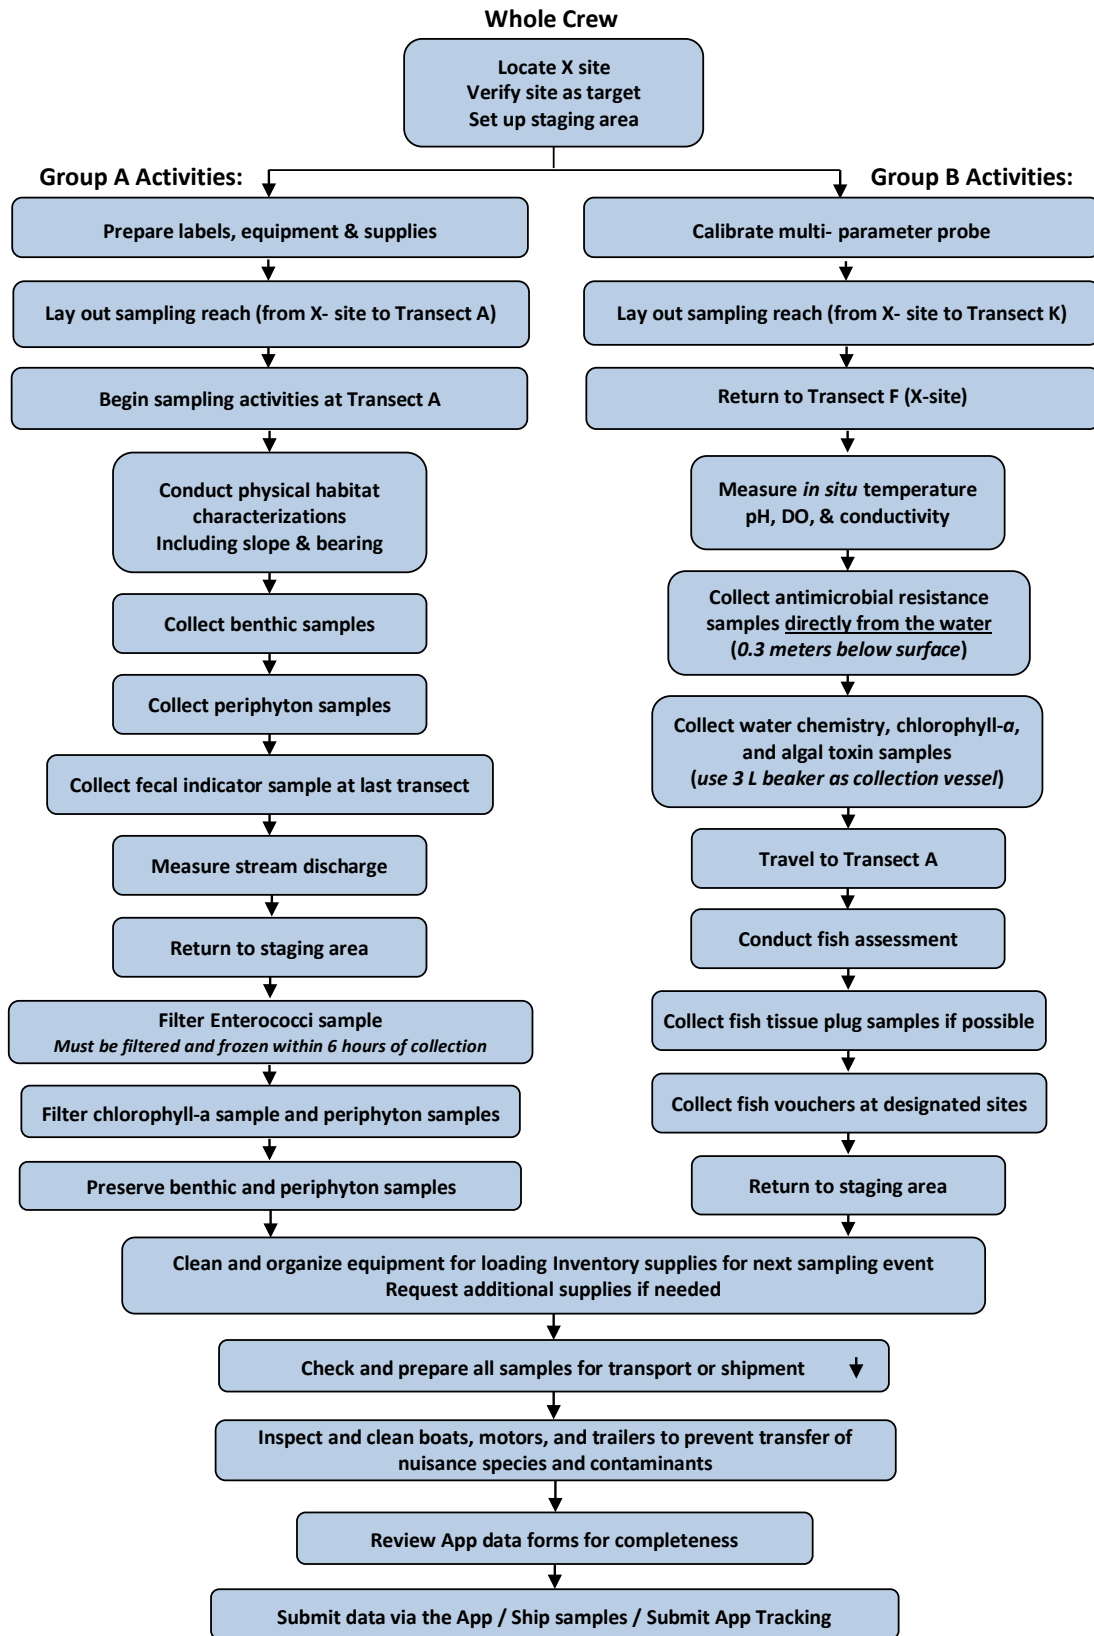 Whole Crew
Locate X site
Verify site as target
Set up staging area
Group A Activities:
Prepare labels, equipment & supplies
Lay out sampling reach (from X- site to Transect A)
Begin sampling activities at Transect A
Conduct physical habitat
characterizations
Including slope & bearing
Collect benthic samples
Collect periphyton samples
Collect fecal indicator sample at last transect
Measure stream discharge
Return to staging area
Filter Enterococci sample
Must be filtered and frozen within 6 hours of collection
Filter chlorophyll-a sample and periphyton samples
Preserve benthic and periphyton samples
Group B Activities:
Calibrate multi- parameter probe
Lay out sampling reach (from X- site to Transect K)
Return to Transect F (X-site)
Measure in situ temperature
pH, DO, & conductivity
Collect antimicrobial resistance
samples directly from the water
(0.3 meters below surface)
Collect water chemistry, chlorophyll-a,
and algal toxin samples
(use 3 L beaker as collection vessel)
Travel to Transect A
Conduct fish assessment
Collect fish tissue plug samples if possible
Collect fish vouchers at designated sites
Return to staging area
Clean and organize equipment for loading Inventory supplies for next sampling event
Request additional supplies if needed
Check and prepare all samples for transport or shipment
Inspect and clean boats, motors, and trailers to prevent transfer of
nuisance species and contaminants
Review App data forms for completeness
Submit data via the App / Ship samples / Submit App Tracking